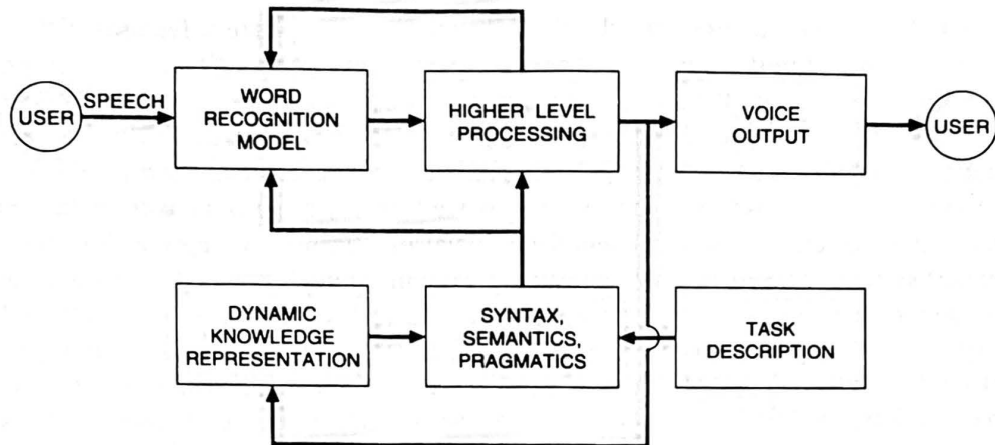 USER
SPEECH
WORD
RECOGNITION
MODEL
HIGHER LEVEL
PROCESSING
VOICE
OUTPUT
USER
DYNAMIC
KNOWLEDGE
REPRESENTATION
SYNTAX,
SEMANTICS,
PRAGMATICS
TASK
DESCRIPTION